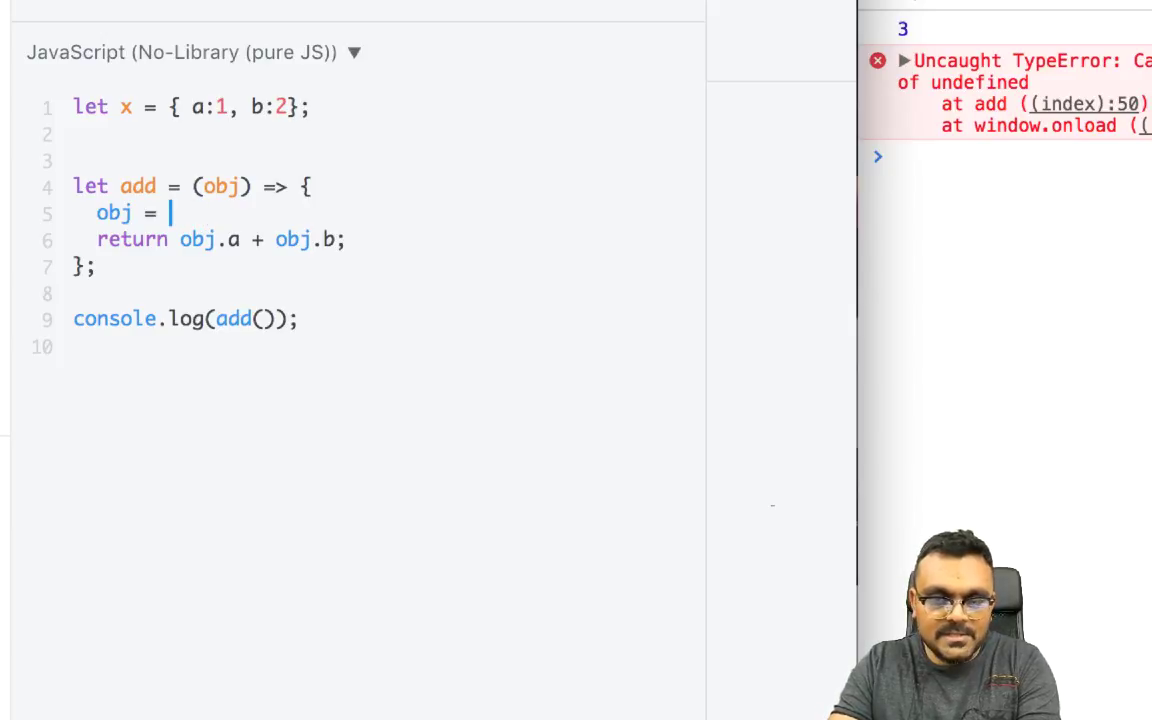 JavaScript (No-Library (pure JS)) ▼
1 let x = { a:1, b:2};
2
3
4 let add = (obj) => {
5 obj =
6 return obj.a + obj.b;
7 };
8
9 console.log(add());
10
3
▶Uncaught TypeError: Ca
of undefined
at add ((index):50)
at window.onload ((
>